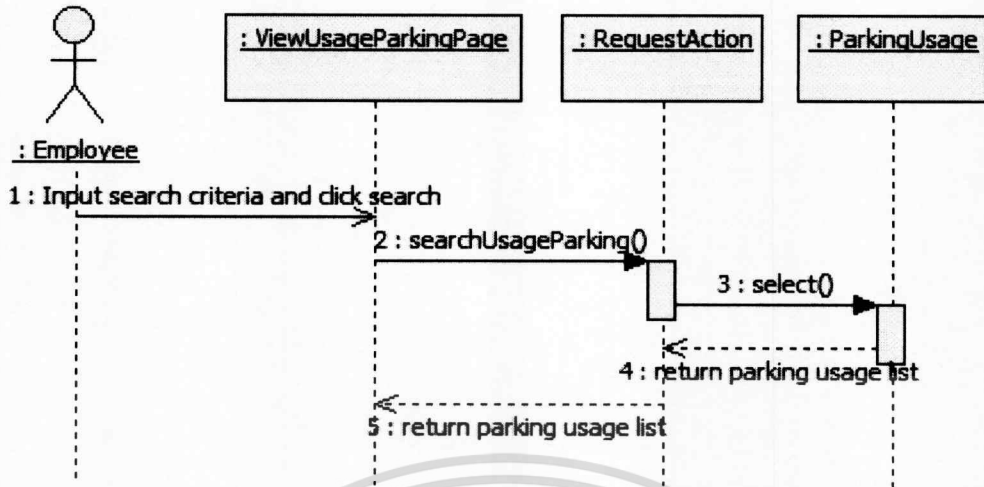 : ViewUsageParkingPage
: RequestAction
: ParkingUsage
: Employee
1 : Input search criteria and click search
2 : searchUsageParking()
3 : select()
4 : return parking usage list
5 : return parking usage list